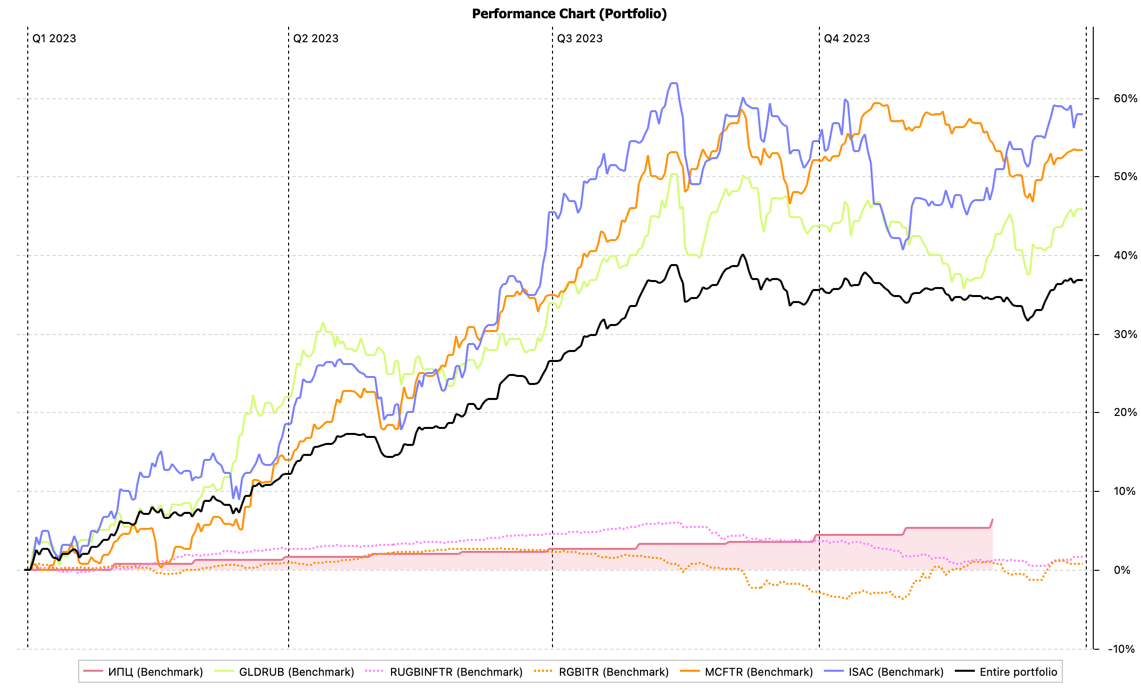 Performance Chart (Portfolio)
Q1 2023 Q2 2023 Q3 2023 Q4 2023
60%
50%
40%
30%
20%
10%
0%
-10%
ИПЦ (Benchmark) GLDRUB (Benchmark) RUGBINFTR (Benchmark) RGBITR (Benchmark) MCFTR (Benchmark) ISAC (Benchmark) Entire portfolio